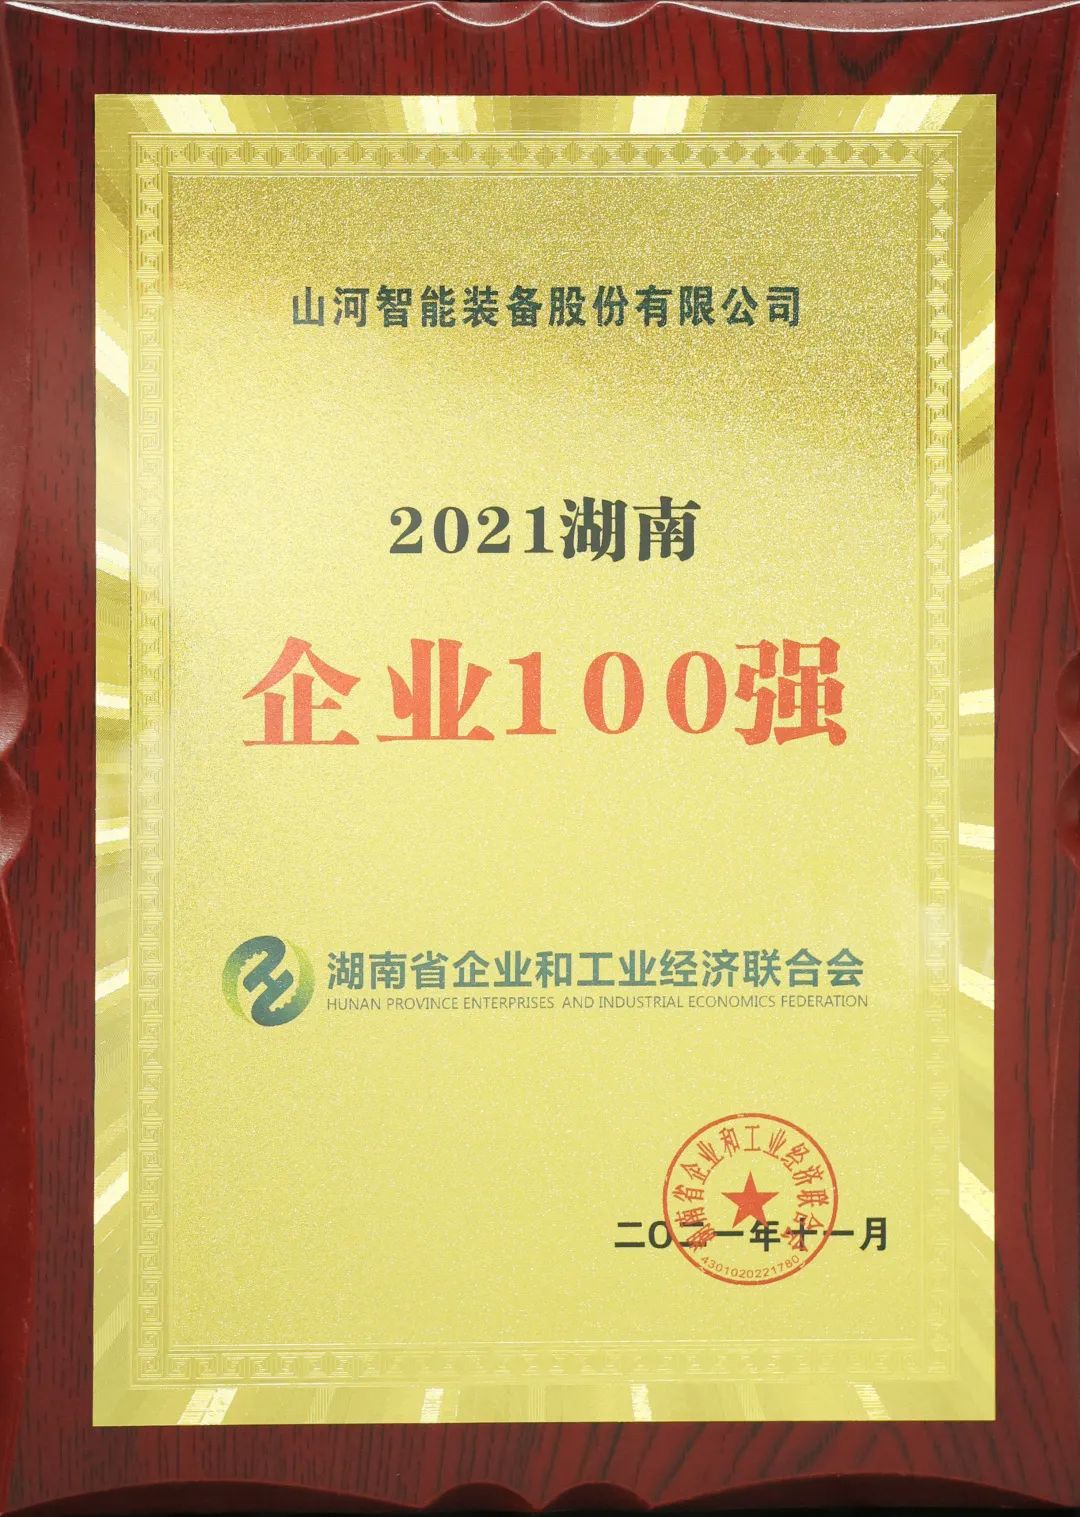 山河智能装备股份有限公司
2021湖南
企业100强
湖南省企业和工业经济联合会
HUNAN PROVINCE ENTERPRISES AND INDUSTRIAL ECONOMICS FEDERATION
湖南省企业和工业经济联合会
二〇二一年十一月
4301020221780